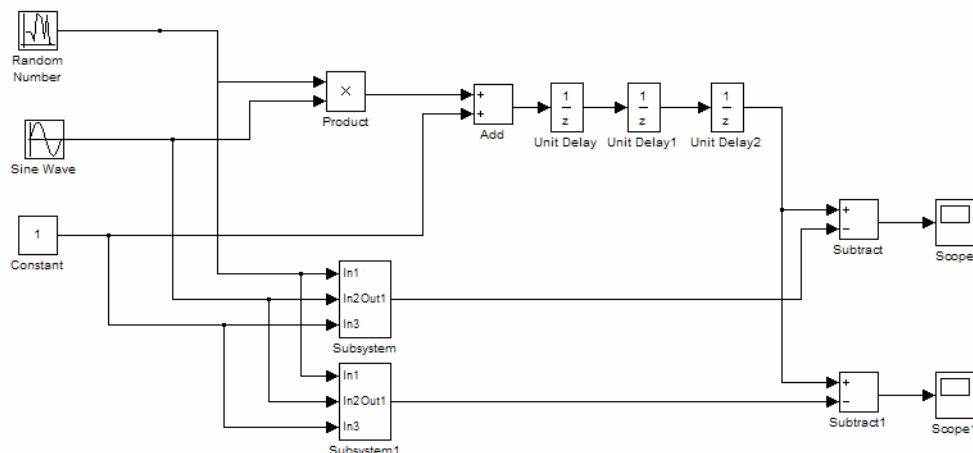 Random
Number
×
Product
+
+
Add
1
z
Unit Delay
1
z
Unit Delay1
1
z
Unit Delay2
Sine Wave
1
Constant
+
−
Subtract
Scope
In1
In2 Out1
In3
Subsystem
In1
In2 Out1
In3
Subsystem1
+
−
Subtract1
Scope1